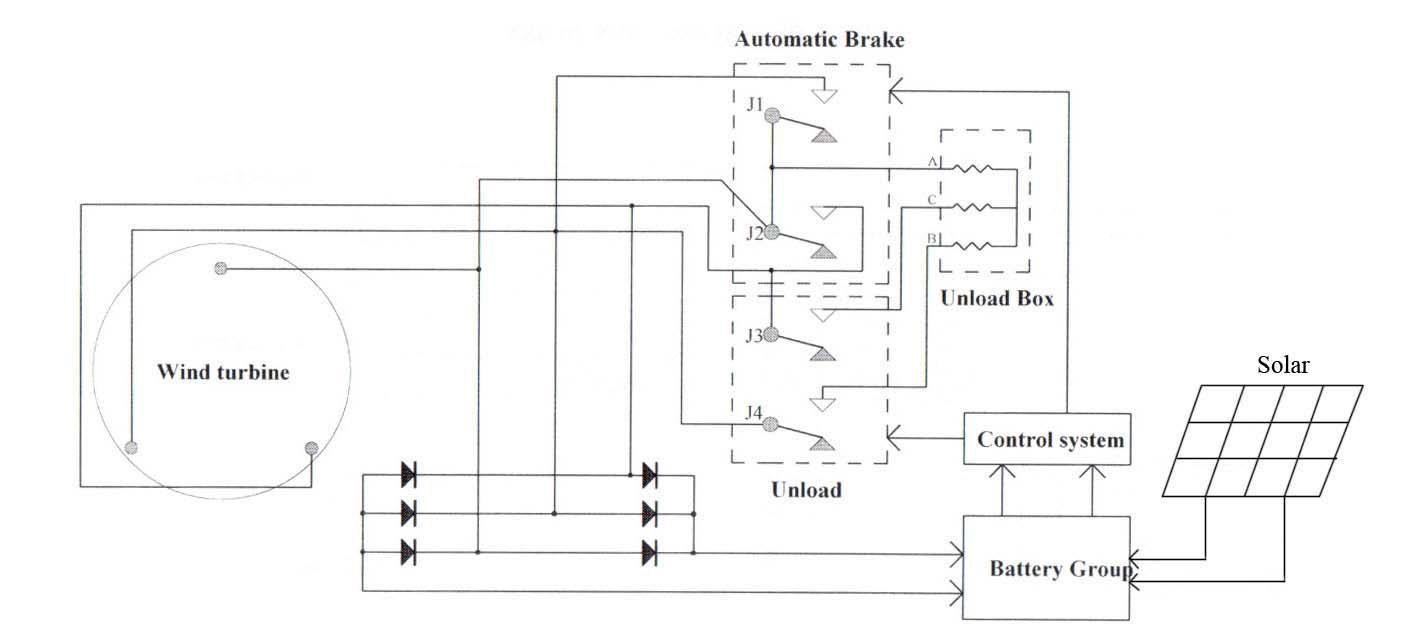 Automatic Brake
J1
A
C
J2
B
Unload Box
J3
Solar
Wind turbine
J4
Control system
Unload
Battery Group